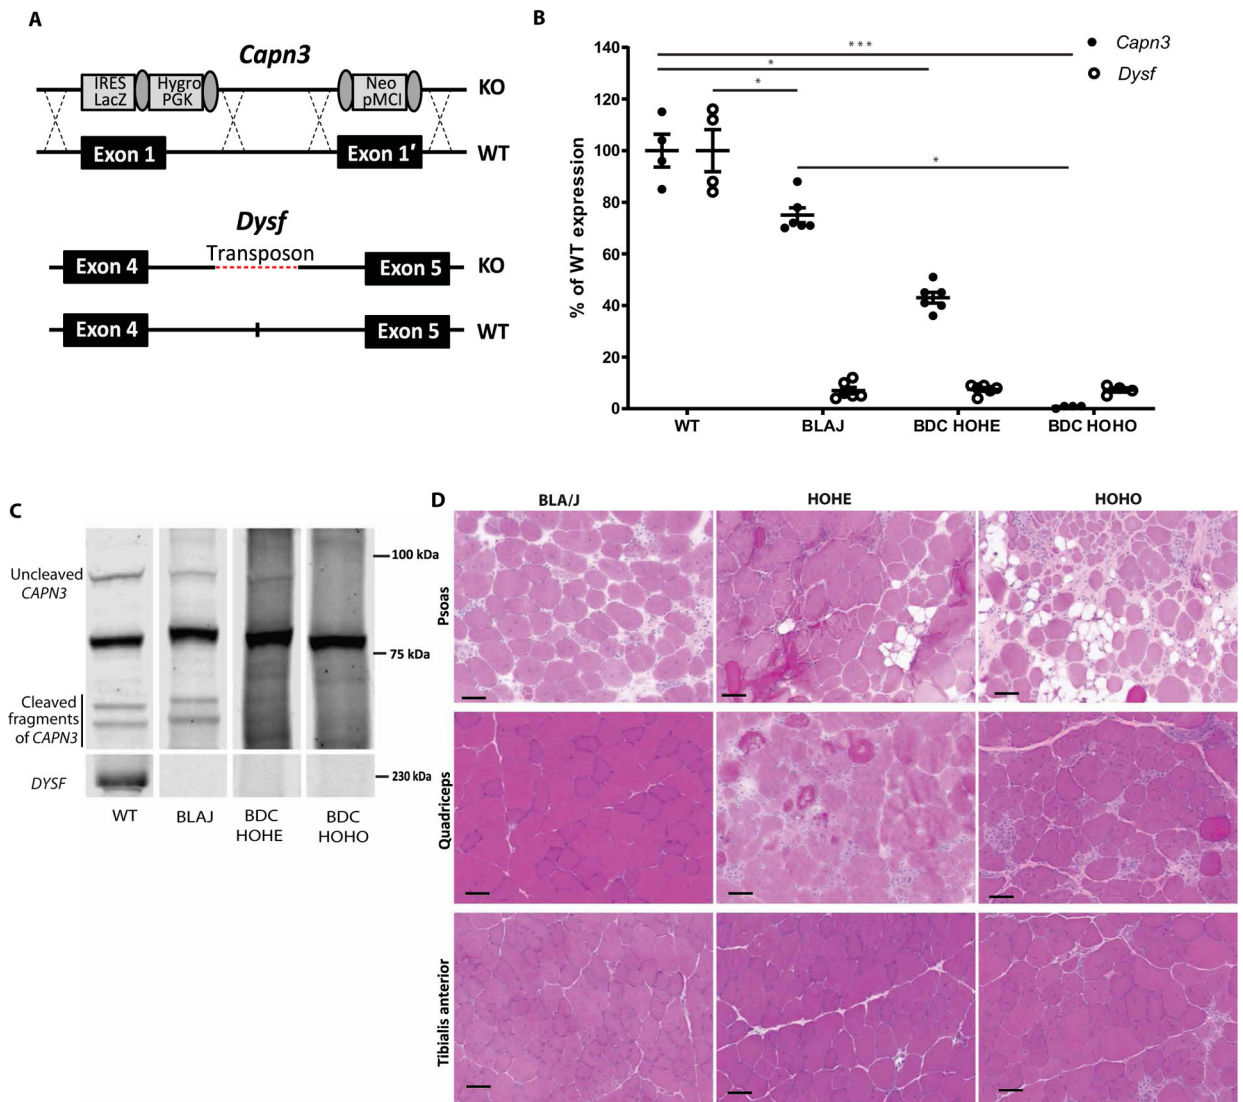 A
Capn3
IRES
LacZ
Hygro
PGK
Neo
pMCI
KO
Exon 1
Exon 1′
WT
Dysf
Transposon
Exon 4
Exon 5
KO
Exon 4
Exon 5
WT
B
% of WT expression
140
120
100
80
60
40
20
0
***
*
*
*
Capn3
Dysf
WT
BLAJ
BDC HOHE
BDC HOHO
C
Uncleaved
CAPN3
Cleaved
fragments
of CAPN3
DYSF
100 kDa
75 kDa
230 kDa
WT
BLAJ
BDC
HOHE
BDC
HOHO
D
BLA/J
HOHE
HOHO
Psoas
Quadriceps
Tibialis anterior